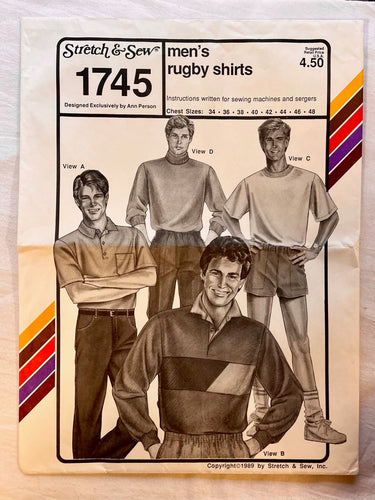 Stretch & Sew®
1745
Designed Exclusively by Ann Person
men's
rugby shirts
Suggested
Retail Price
U.S.A.
4.50
Instructions written for sewing machines and sergers
Chest Sizes: 34 • 36 • 38 • 40 • 42 • 44 • 46 • 48
View D
View A
View C
View B
Copyright©1989 by Stretch & Sew, Inc.